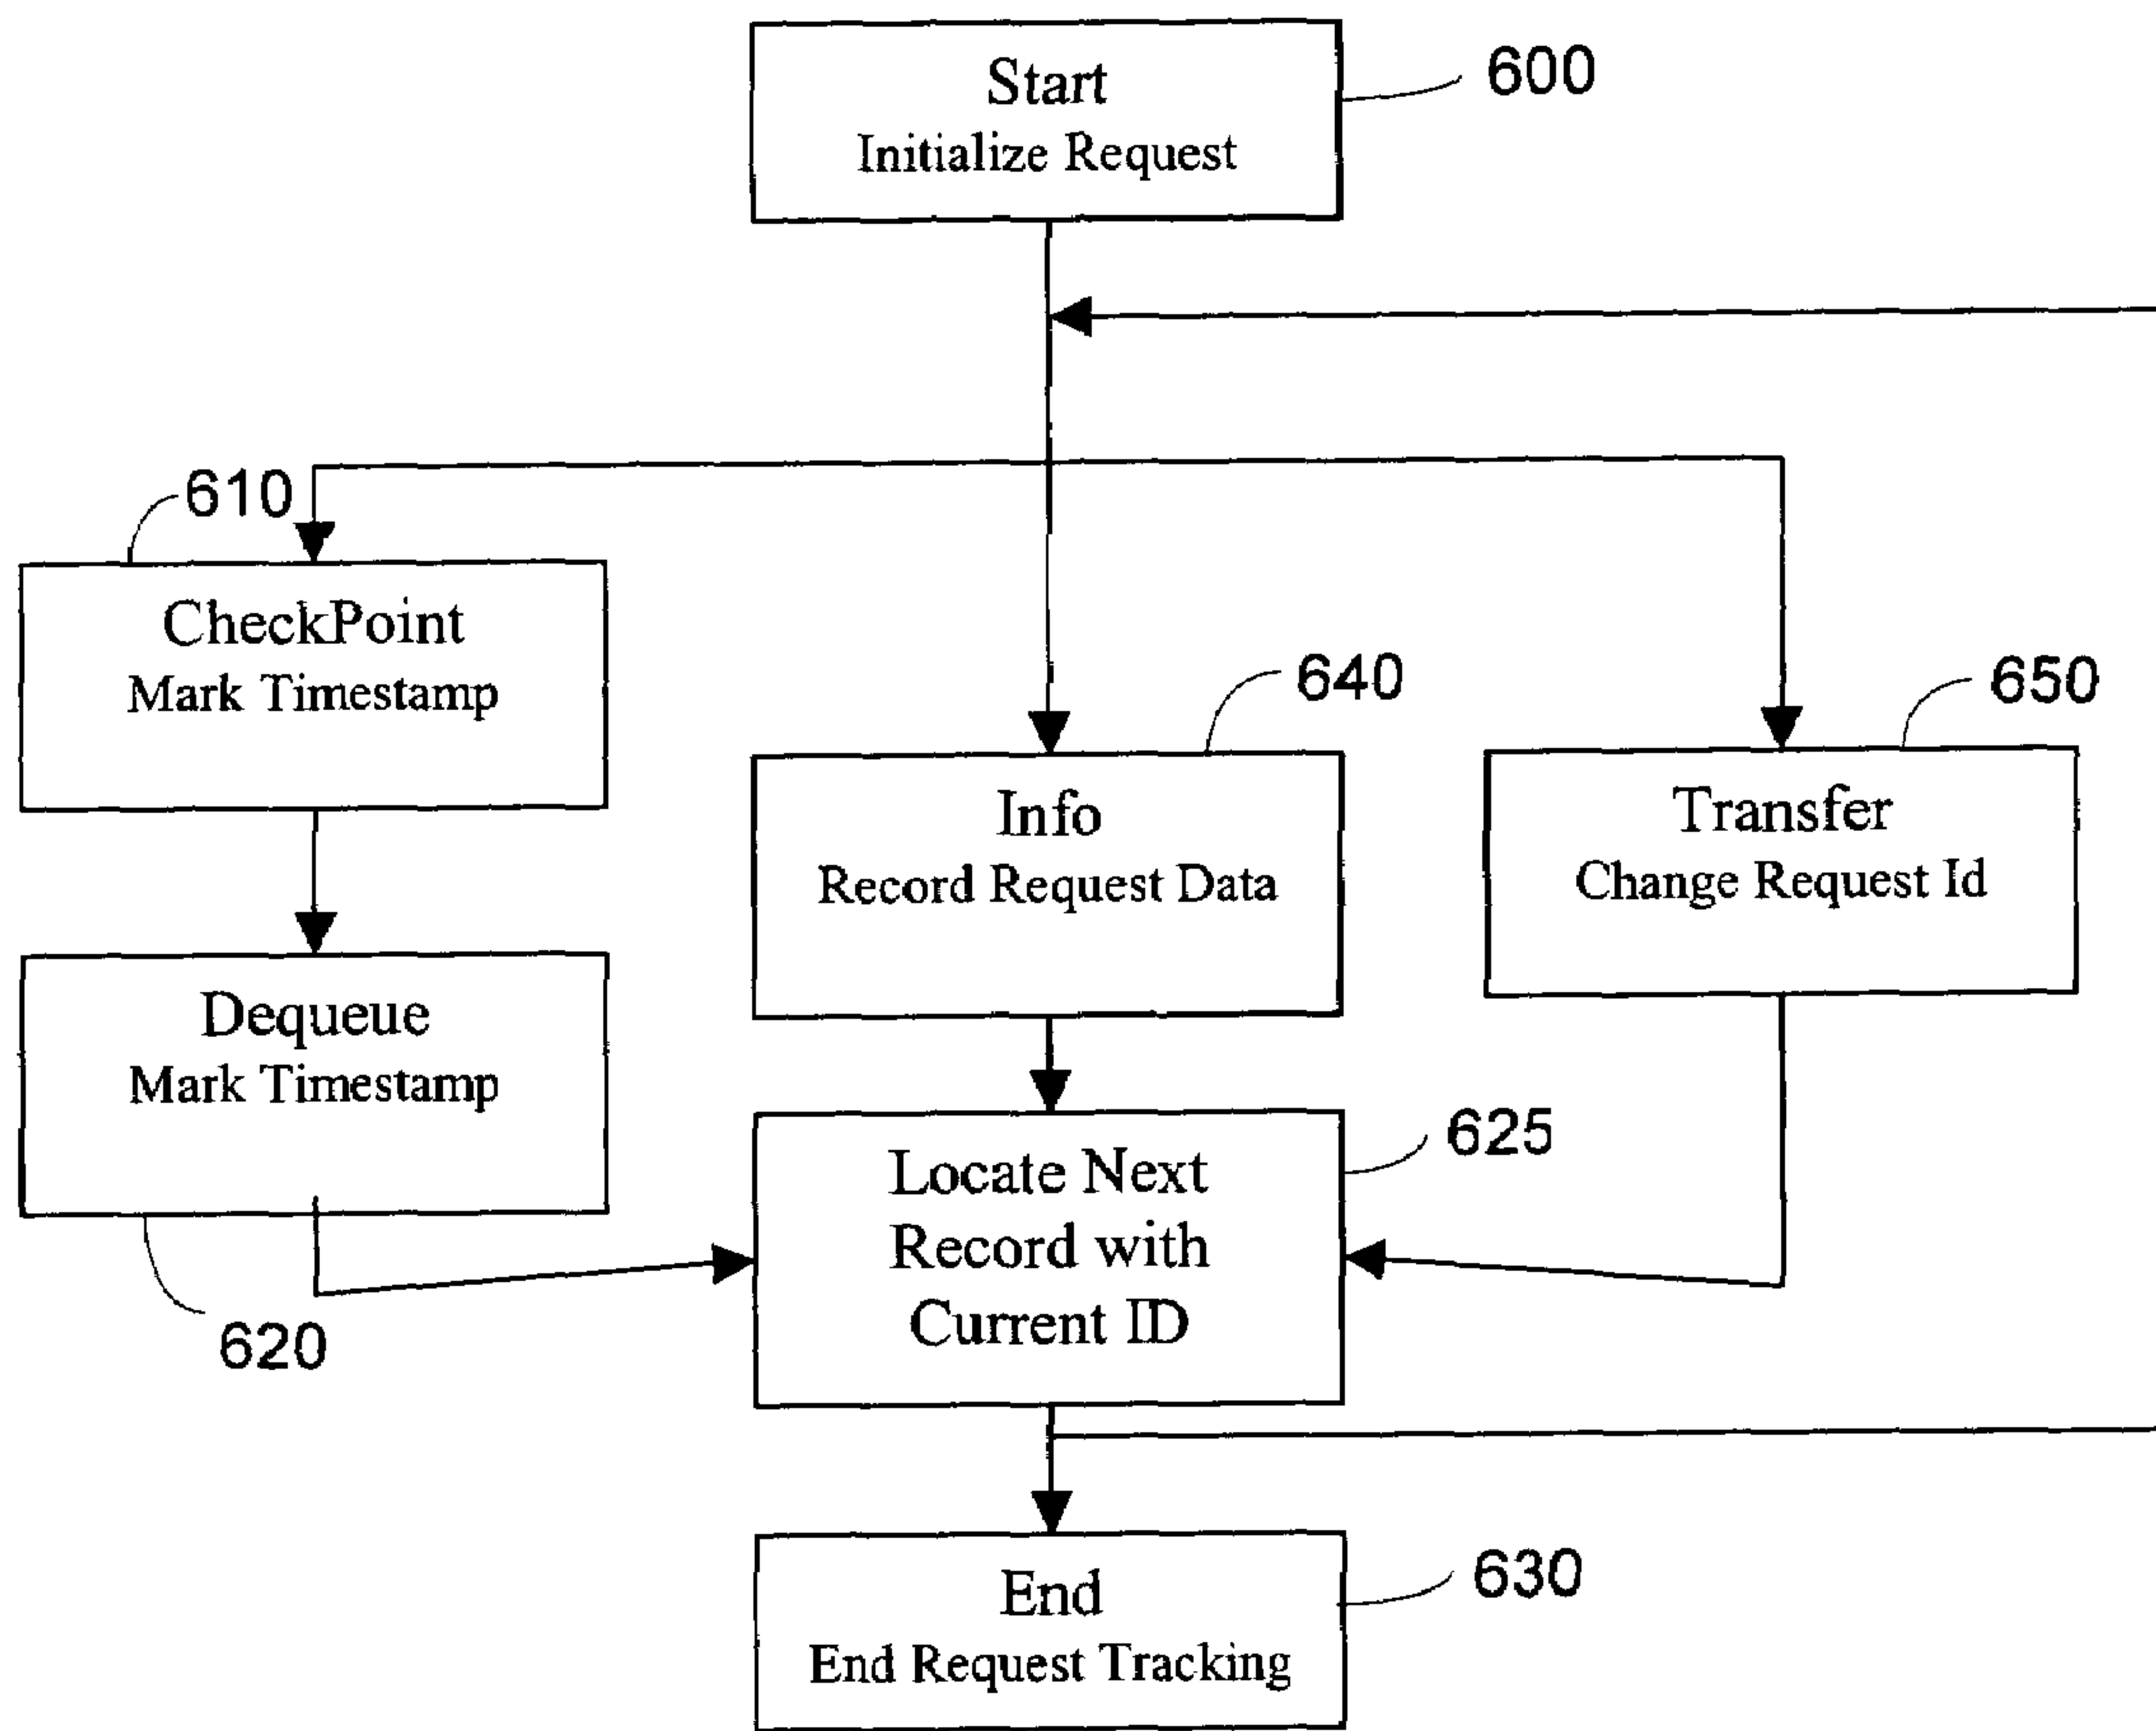 Start
Initialize Request
600
610
CheckPoint
Mark Timestamp
640
Info
Record Request Data
650
Transfer
Change Request Id
Dequeue
Mark Timestamp
620
625
Locate Next
Record with
Current ID
End
End Request Tracking
630